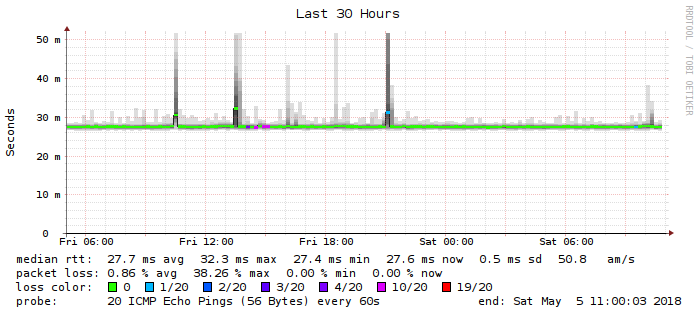 Last 30 Hours
RRDTOOL / TOBI OETIKER
Seconds
50 m
40 m
30 m
20 m
10 m
0
Fri 06:00 Fri 12:00 Fri 18:00 Sat 00:00 Sat 06:00
median rtt: 27.7 ms avg 32.3 ms max 27.4 ms min 27.6 ms now 0.5 ms sd 50.8 am/s
packet loss: 0.86 % avg 38.26 % max 0.00 % min 0.00 % now
loss color: 0 1/20 2/20 3/20 4/20 10/20 19/20
probe: 20 ICMP Echo Pings (56 Bytes) every 60s end: Sat May 5 11:00:03 2018